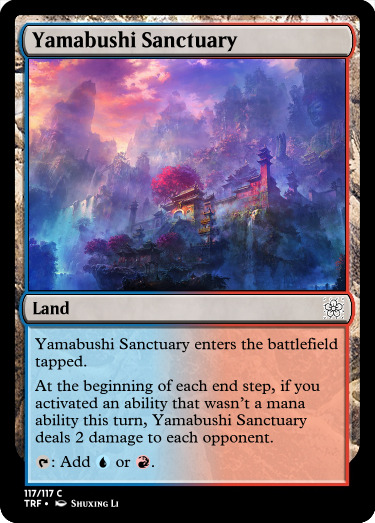 Yamabushi Sanctuary
Land
Yamabushi Sanctuary enters the battlefield
tapped.
At the beginning of each end step, if you
activated an ability that wasn't a mana
ability this turn, Yamabushi Sanctuary
deals 2 damage to each opponent.
: Add or .
117/117 C
TRF • Shuxing Li